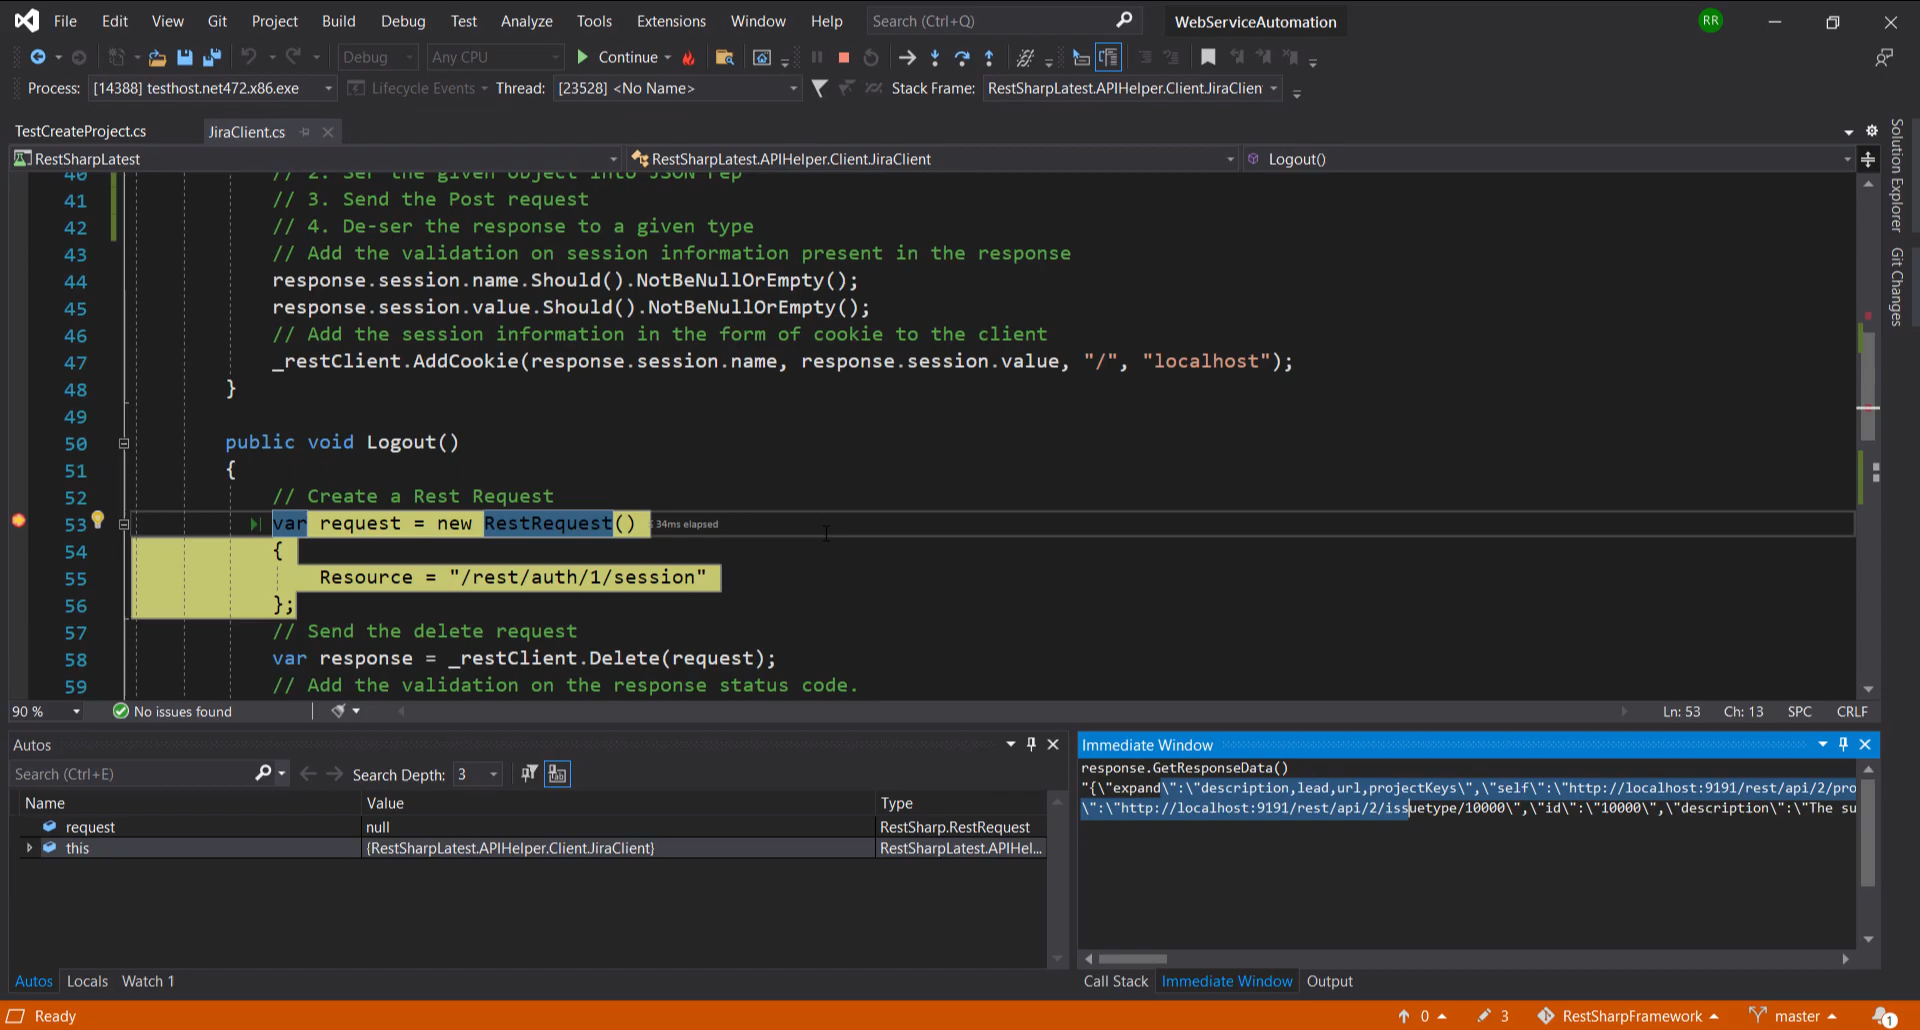 File Edit View Git Project Build Debug Test Analyze Tools Extensions Window Help Search (Ctrl+Q) WebServiceAutomation RR
Debug Any CPU Continue
Process: [14388] testhost.net472.x86.exe Lifecycle Events Thread: [23528] <No Name> Stack Frame: RestSharpLatest.APIHelper.Client.JiraClien
TestCreateProject.cs JiraClient.cs
RestSharpLatest RestSharpLatest.APIHelper.Client.JiraClient Logout()
40 // 2. Ser the given object into JSON rep
41 // 3. Send the Post request
42 // 4. De-ser the response to a given type
43 // Add the validation on session information present in the response
44 response.session.name.Should().NotBeNullOrEmpty();
45 response.session.value.Should().NotBeNullOrEmpty();
46 // Add the session information in the form of cookie to the client
47 _restClient.AddCookie(response.session.name, response.session.value, "/", "localhost");
48 }
49
50 public void Logout()
51 {
52 // Create a Rest Request
53 var request = new RestRequest() 34ms elapsed
54 {
55 Resource = "/rest/auth/1/session"
56 };
57 // Send the delete request
58 var response = _restClient.Delete(request);
59 // Add the validation on the response status code.
90 % No issues found Ln: 53 Ch: 13 SPC CRLF
Solution Explorer
Git Changes
Autos
Search (Ctrl+E) Search Depth: 3
Name Value Type
request null RestSharp.RestRequest
this {RestSharpLatest.APIHelper.Client.JiraClient} RestSharpLatest.APIHel...
Autos Locals Watch 1
Immediate Window
response.GetResponseData()
"{\"expand\":\"description,lead,url,projectKeys\",\"self\":\"http://localhost:9191/rest/api/2/pro
\":\"http://localhost:9191/rest/api/2/issuetype/10000\",\"id\":\"10000\",\"description\":\"The su
Call Stack Immediate Window Output
Ready 0 3 RestSharpFramework master 1